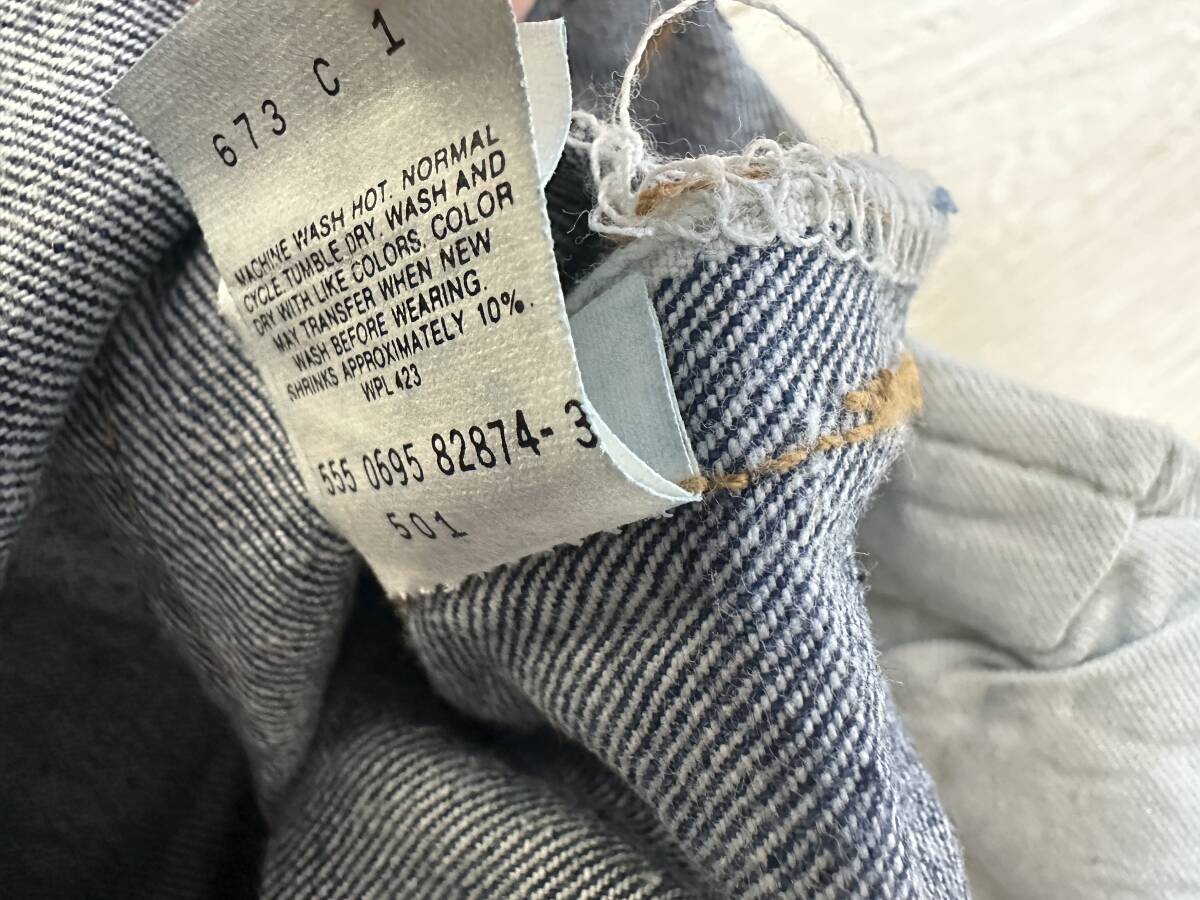 673 C 1
MACHINE WASH HOT. NORMAL
CYCLE TUMBLE DRY. WASH AND
DRY WITH LIKE COLORS. COLOR
MAY TRANSFER WHEN NEW
WASH BEFORE WEARING.
SHRINKS APPROXIMATELY 10%.
WPL 423
555 0695 82874-3
501